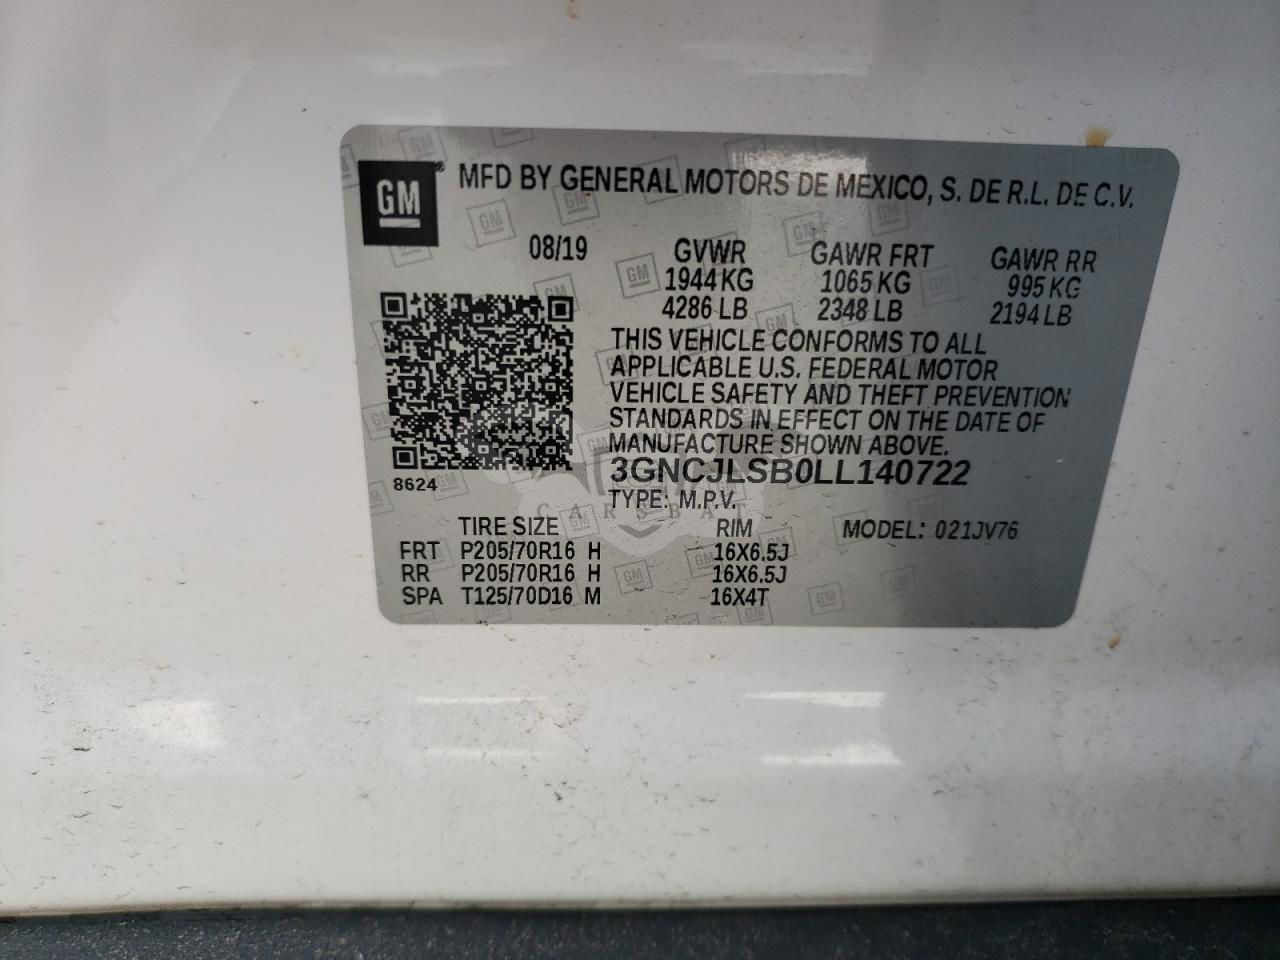 GM® MFD BY GENERAL MOTORS DE MEXICO, S. DE R.L. DE C.V.
08/19 GVWR GAWR FRT GAWR RR
1944 KG 1065 KG 995 KG
4286 LB 2348 LB 2194 LB
THIS VEHICLE CONFORMS TO ALL
APPLICABLE U.S. FEDERAL MOTOR
VEHICLE SAFETY AND THEFT PREVENTION
STANDARDS IN EFFECT ON THE DATE OF
MANUFACTURE SHOWN ABOVE.
3GNCJLSB0LL140722
8624
TYPE: M.P.V.
CARSBAT
TIRE SIZE RIM MODEL: 021JV76
FRT P205/70R16 H 16X6.5J
RR P205/70R16 H 16X6.5J
SPA T125/70D16 M 16X4T